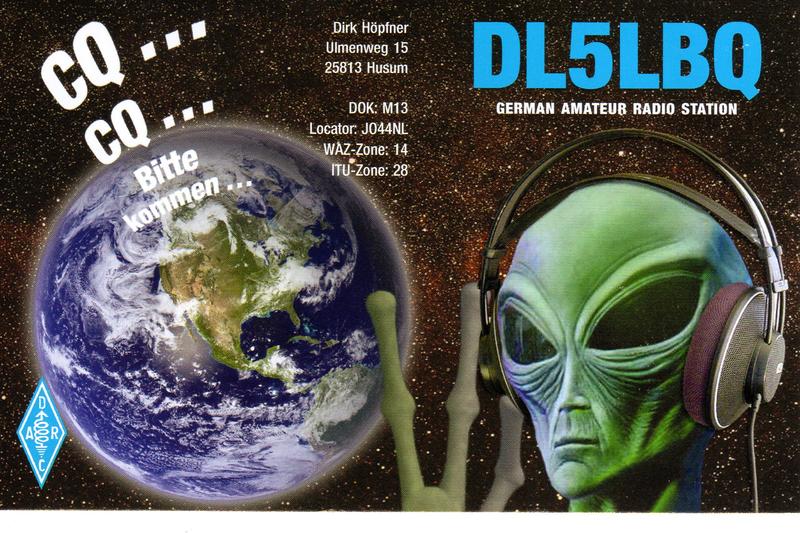 CQ ...
CQ ...
Bitte
kommen ...
Dirk Höpfner
Ulmenweg 15
25813 Husum
DOK: M13
Locator: JO44NL
WAZ-Zone: 14
ITU-Zone: 28
DL5LBQ
GERMAN AMATEUR RADIO STATION
D
A R
C